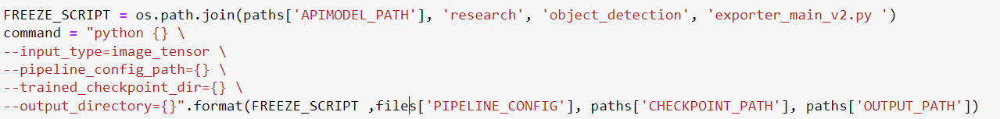 FREEZE_SCRIPT = os.path.join(paths['APIMODEL_PATH'], 'research', 'object_detection', 'exporter_main_v2.py ')
command = "python {} \
--input_type=image_tensor \
--pipeline_config_path={} \
--trained_checkpoint_dir={} \
--output_directory={}".format(FREEZE_SCRIPT ,files['PIPELINE_CONFIG'], paths['CHECKPOINT_PATH'], paths['OUTPUT_PATH'])